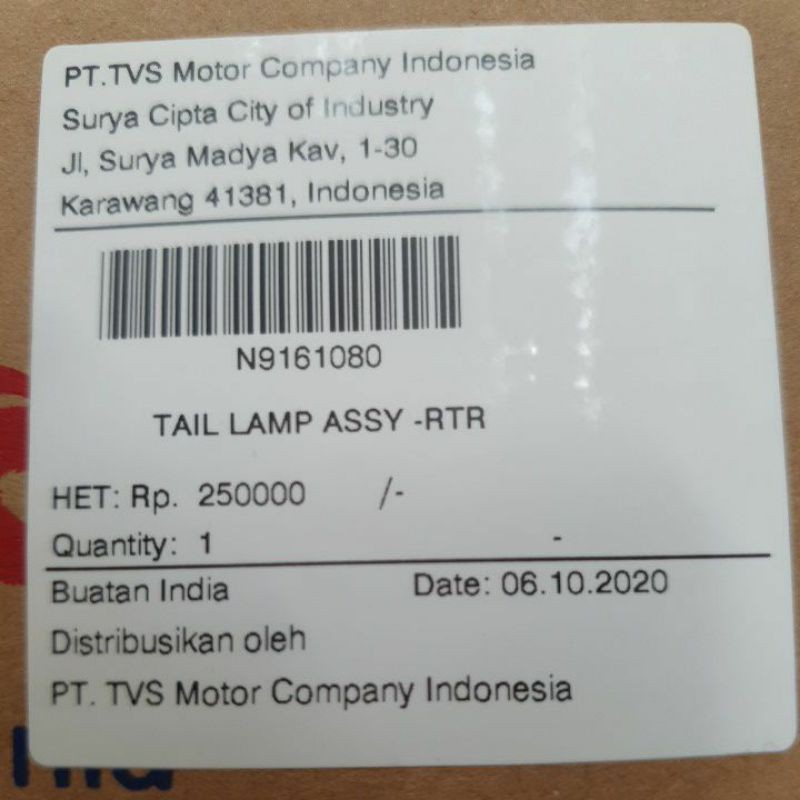 PT.TVS Motor Company Indonesia
Surya Cipta City of Industry
Jl, Surya Madya Kav, 1-30
Karawang 41381, Indonesia
N9161080
TAIL LAMP ASSY -RTR
HET: Rp. 250000 /-
Quantity: 1 -
Buatan India Date: 06.10.2020
Distribusikan oleh
PT. TVS Motor Company Indonesia